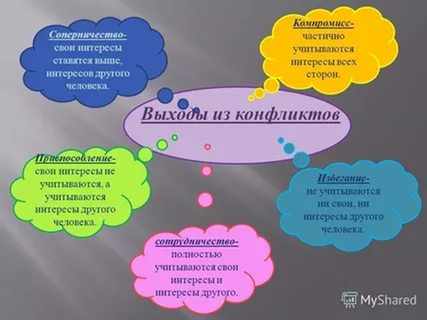 Соперничество-
свои интересы
ставятся выше,
интересов другого
человека.
Компромисс-
частично
учитываются
интересы всех
сторон.
Выходы из конфликтов
Приспособление-
свои интересы не
учитываются, а
учитываются
интересы другого
человека.
Избегание-
не учитываются
ни свои, ни
интересы другого
человека.
сотрудничество-
полностью
учитываются свои
интересы и
интересы другого.
MyShared